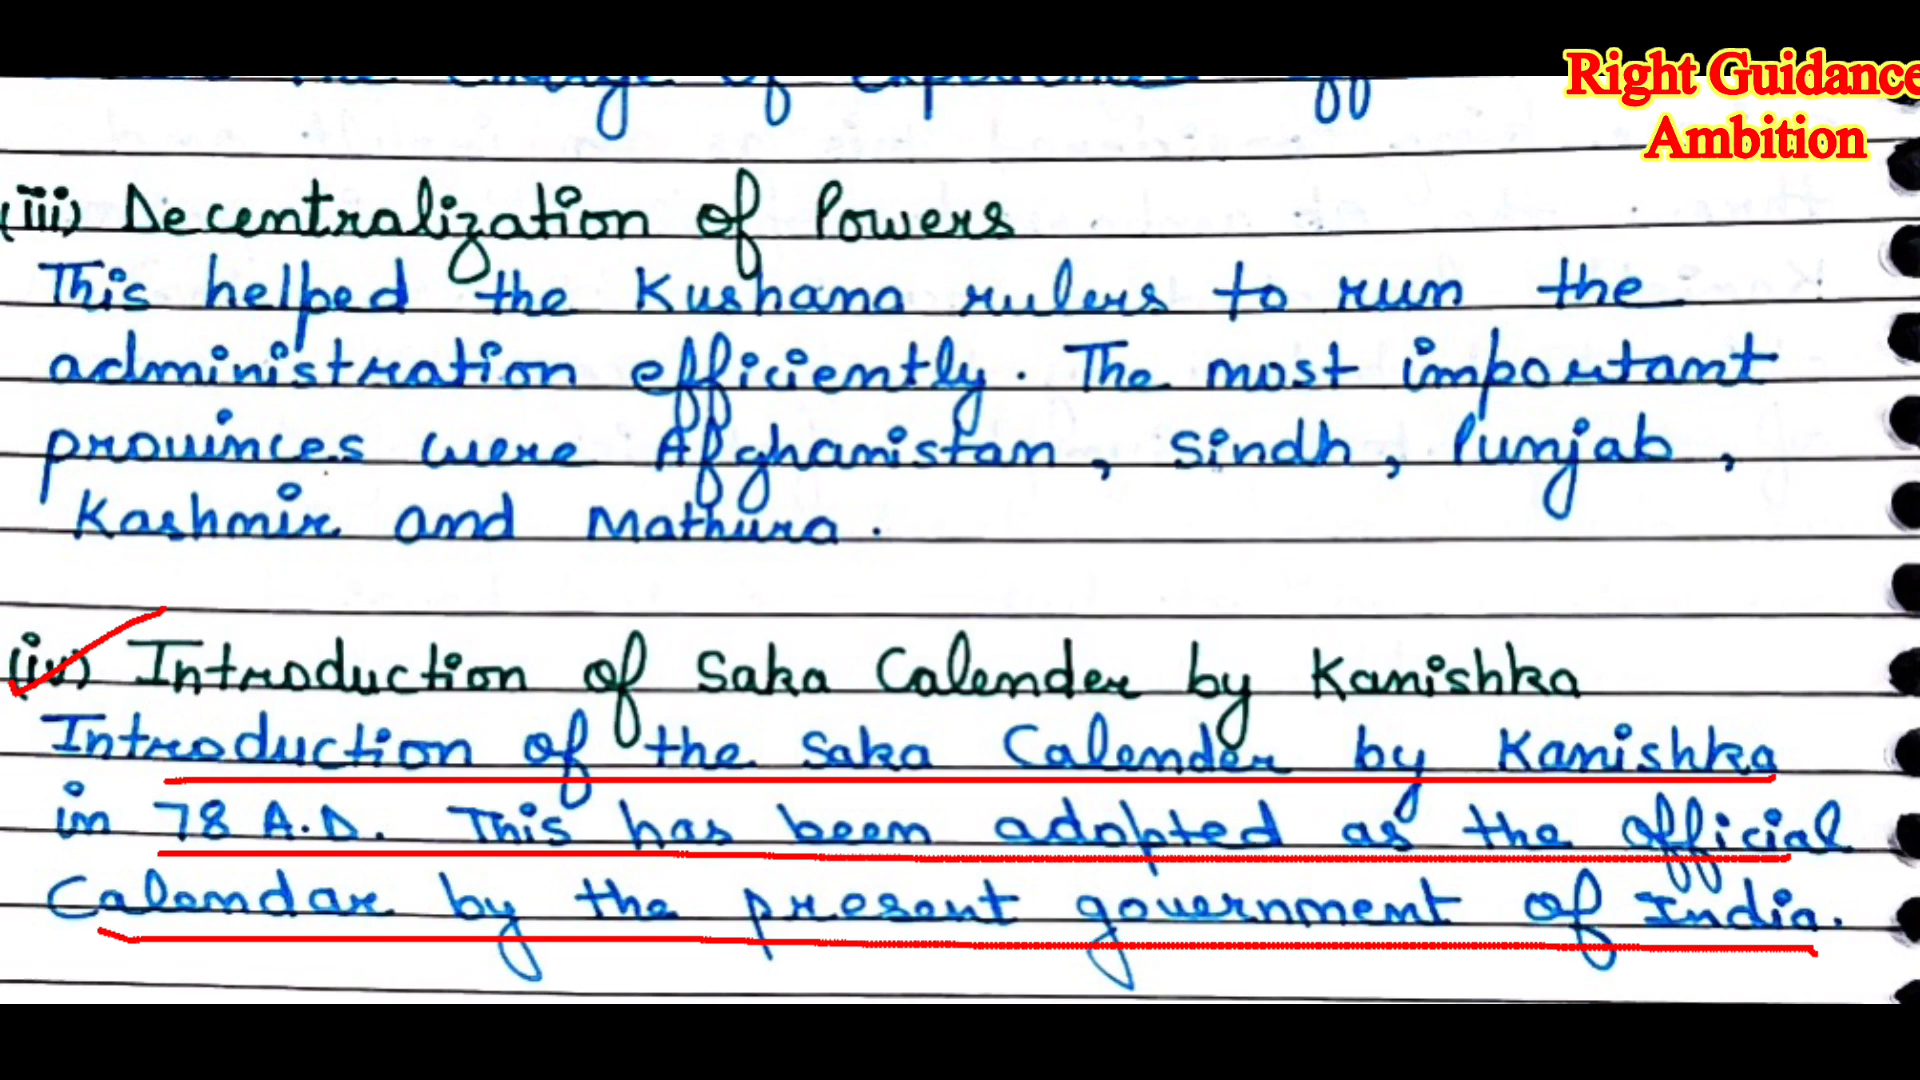 Right Guidance
Ambition
the charge of
(iii) Decentralization of Powers
This helped the Kushana rulers to run the
administration efficiently. The most important
provinces were Afghanistan, Sindh, Punjab,
Kashmir and Mathura.
(iv) Introduction of Saka Calender by Kanishka
Introduction of the Saka Calender by Kanishka
in 78 A.D. This has been adopted as the official
Calendar by the present government of India.